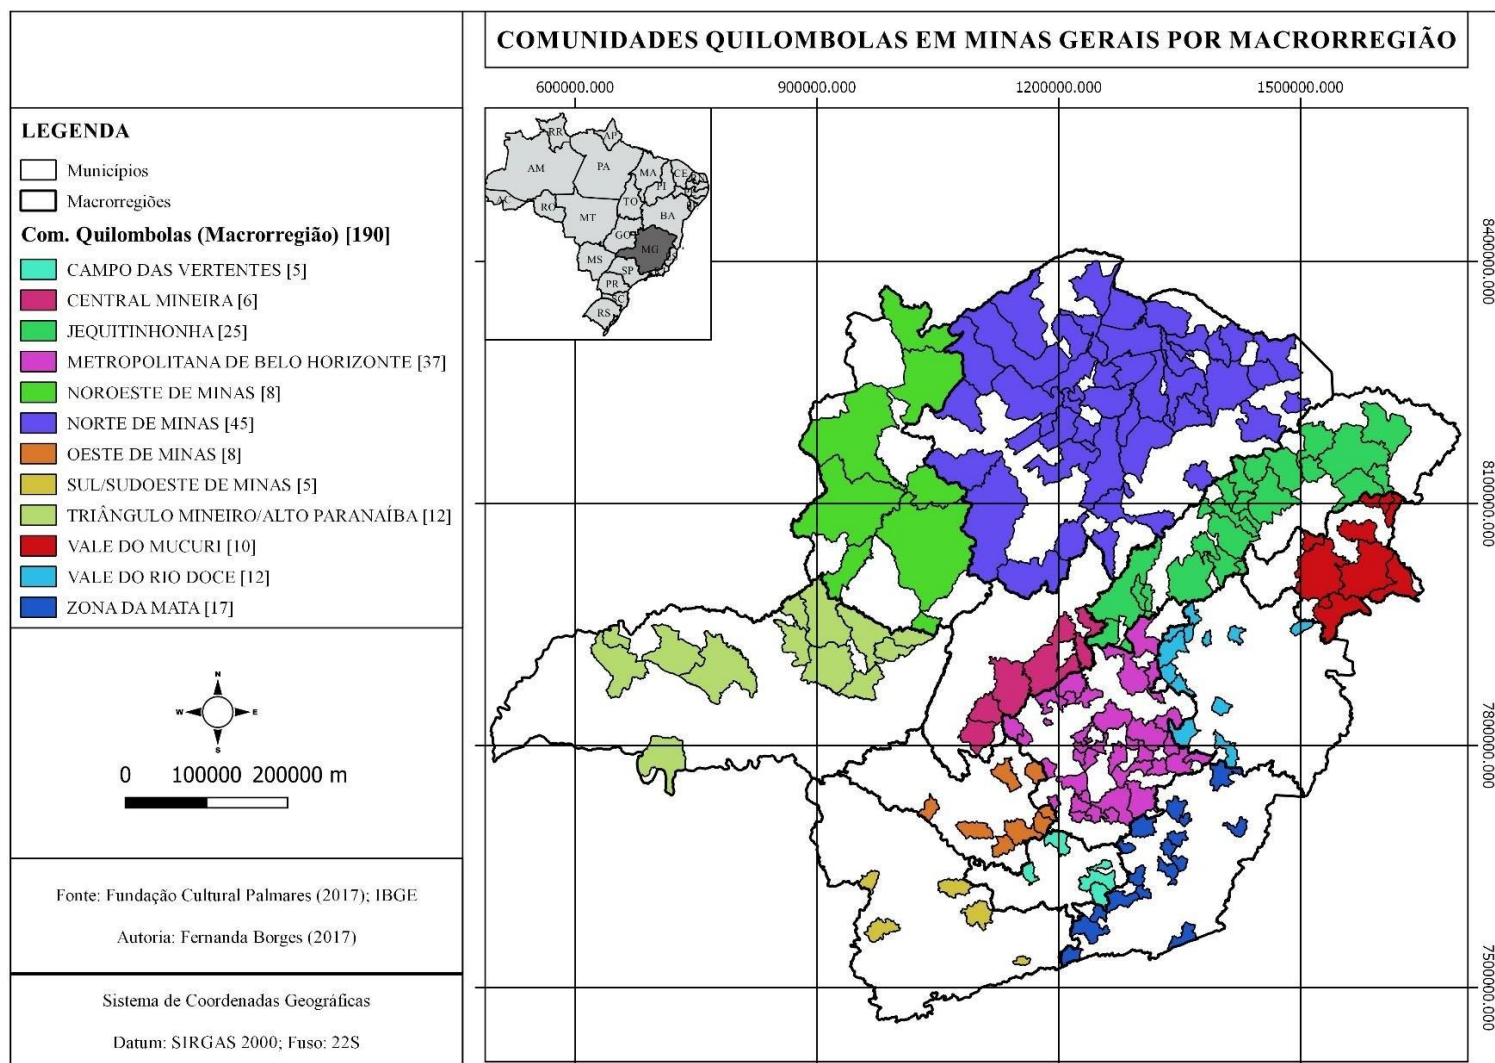 COMUNIDADES QUILOMBOLAS EM MINAS GERAIS POR MACRORREGIÃO
600000.000
900000.000
1200000.000
1500000.000
LEGENDA
Municípios
Macrorregiões
Com. Quilombolas (Macrorregião) [190]
CAMPO DAS VERTENTES [5]
CENTRAL MINEIRA [6]
JEQUITINHONHA [25]
METROPOLITANA DE BELO HORIZONTE [37]
NOROESTE DE MINAS [8]
NORTE DE MINAS [45]
OESTE DE MINAS [8]
SUL/SUDOESTE DE MINAS [5]
TRIÂNGULO MINEIRO/ALTO PARANAÍBA [12]
VALE DO MUCURI [10]
VALE DO RIO DOCE [12]
ZONA DA MATA [17]
RR
AP
AM
PA
MA
CE
PI
AC
RO
TO
BA
MT
GO
MG
MS
SP
PR
SC
RS
8400000.000
8100000.000
7800000.000
7500000.000
N
W
E
S
0 100000 200000 m
Fonte: Fundação Cultural Palmares (2017); IBGE
Autoria: Fernanda Borges (2017)
Sistema de Coordenadas Geográficas
Datum: SIRGAS 2000; Fuso: 22S